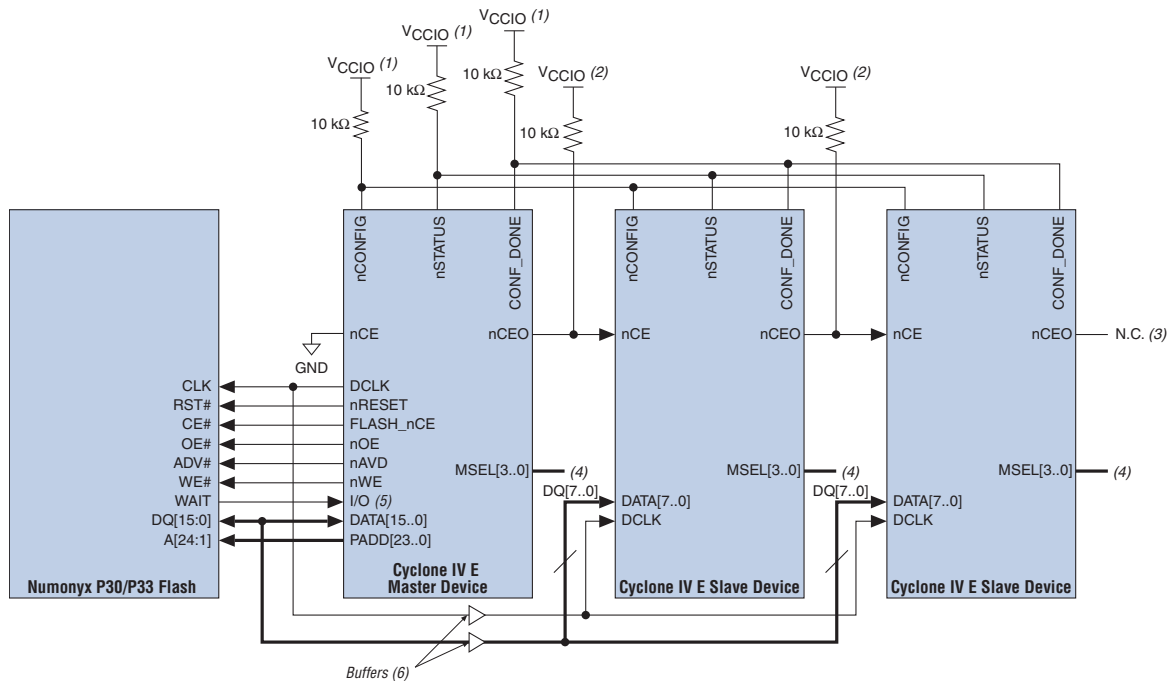 VCCIO (1)
VCCIO (1)
VCCIO (1)
VCCIO (2)
VCCIO (2)
10 kΩ
10 kΩ
10 kΩ
10 kΩ
10 kΩ
nCONFIG
nSTATUS
CONF_DONE
nCONFIG
nSTATUS
CONF_DONE
nCONFIG
nSTATUS
CONF_DONE
nCE
nCEO
nCE
nCEO
nCE
nCEO
N.C. (3)
GND
CLK
DCLK
RST#
nRESET
CE#
FLASH_nCE
OE#
nOE
ADV#
nAVD
WE#
nWE
WAIT
I/O (5)
DQ[15:0]
DATA[15..0]
A[24:1]
PADD[23..0]
MSEL[3..0]
(4)
MSEL[3..0]
(4)
MSEL[3..0]
(4)
DQ[7..0]
DATA[7..0]
DCLK
DQ[7..0]
DATA[7..0]
DCLK
Numonyx P30/P33 Flash
Cyclone IV E
Master Device
Cyclone IV E Slave Device
Cyclone IV E Slave Device
Buffers (6)